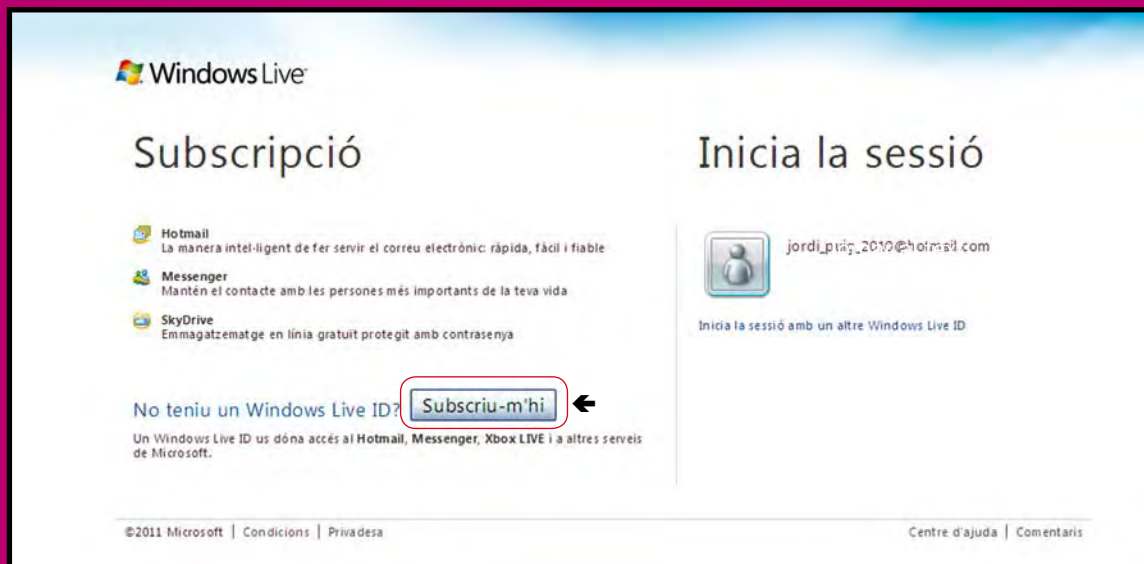 Windows Live
Subscripció
Hotmail
La manera intel·ligent de fer servir el correu electrònic: ràpida, fàcil i fiable
Messenger
Mantén el contacte amb les persones més importants de la teva vida
SkyDrive
Emmagatzematge en línia gratuït protegit amb contrasenya
No teniu un Windows Live ID? Subscriu-m'hi
Un Windows Live ID us dóna accés al Hotmail, Messenger, Xbox LIVE i a altres serveis
de Microsoft.
Inicia la sessió
jordi_puig_2010@hotmail.com
Inicia la sessió amb un altre Windows Live ID
©2011 Microsoft | Condicions | Privadesa
Centre d'ajuda | Comentaris